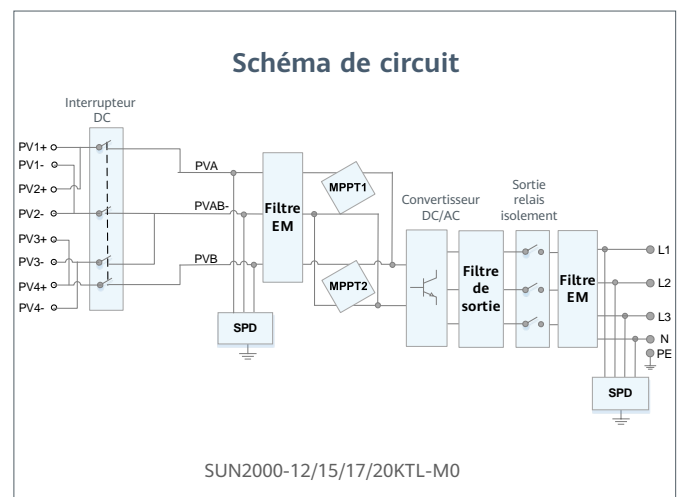 Schéma de circuit
Interrupteur
DC
PV1+
PV1-
PV2+
PV2-
PV3+
PV3-
PV4+
PV4-
PVA
PVAB-
PVB
Filtre
EM
SPD
MPPT1
MPPT2
Convertisseur
DC/AC
Filtre
de
sortie
Sortie
relais
isolement
Filtre
EM
L1
L2
L3
N
PE
SPD
SUN2000-12/15/17/20KTL-M0